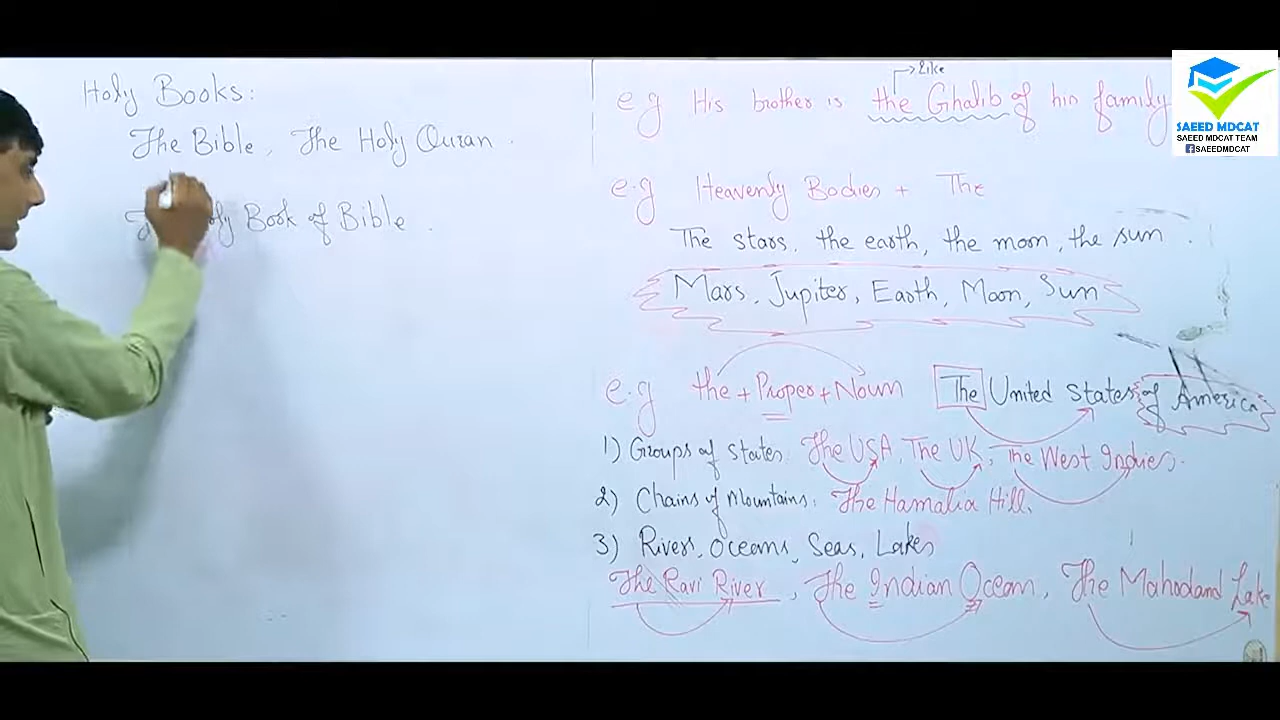 Holy Books:
The Bible, The Holy Quran.
Book of Bible.
Like
e.g His brother is the Ghalib of his family
e.g Heavenly Bodies + The
The stars, the earth, the moon, the sun.
Mars, Jupiter, Earth, Moon, Sun
e.g the + Proper + Noun The United States of America
1) Groups of states: The USA, The UK, The West Indies.
2) Chains of Mountains: The Hamalia Hill.
3) Rivers, Oceans, Seas, Lakes
The Ravi River, The Indian Ocean, The Mahodand Lake
SAEED MDCAT
SAEED MDCAT TEAM
f SAEEDMDCAT